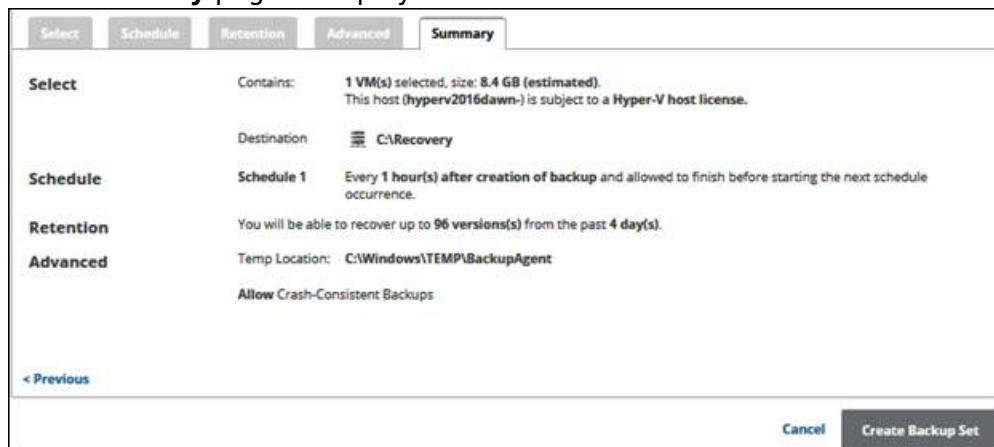 Select Schedule Retention Advanced Summary
Select Contains: 1 VM(s) selected, size: 8.4 GB (estimated).
This host (hyperv2016dawn-) is subject to a Hyper-V host license.
Destination C:\Recovery
Schedule Schedule 1 Every 1 hour(s) after creation of backup and allowed to finish before starting the next schedule
occurrence.
Retention You will be able to recover up to 96 versions(s) from the past 4 day(s).
Advanced Temp Location: C:\Windows\TEMP\BackupAgent
Allow Crash-Consistent Backups
< Previous
Cancel Create Backup Set